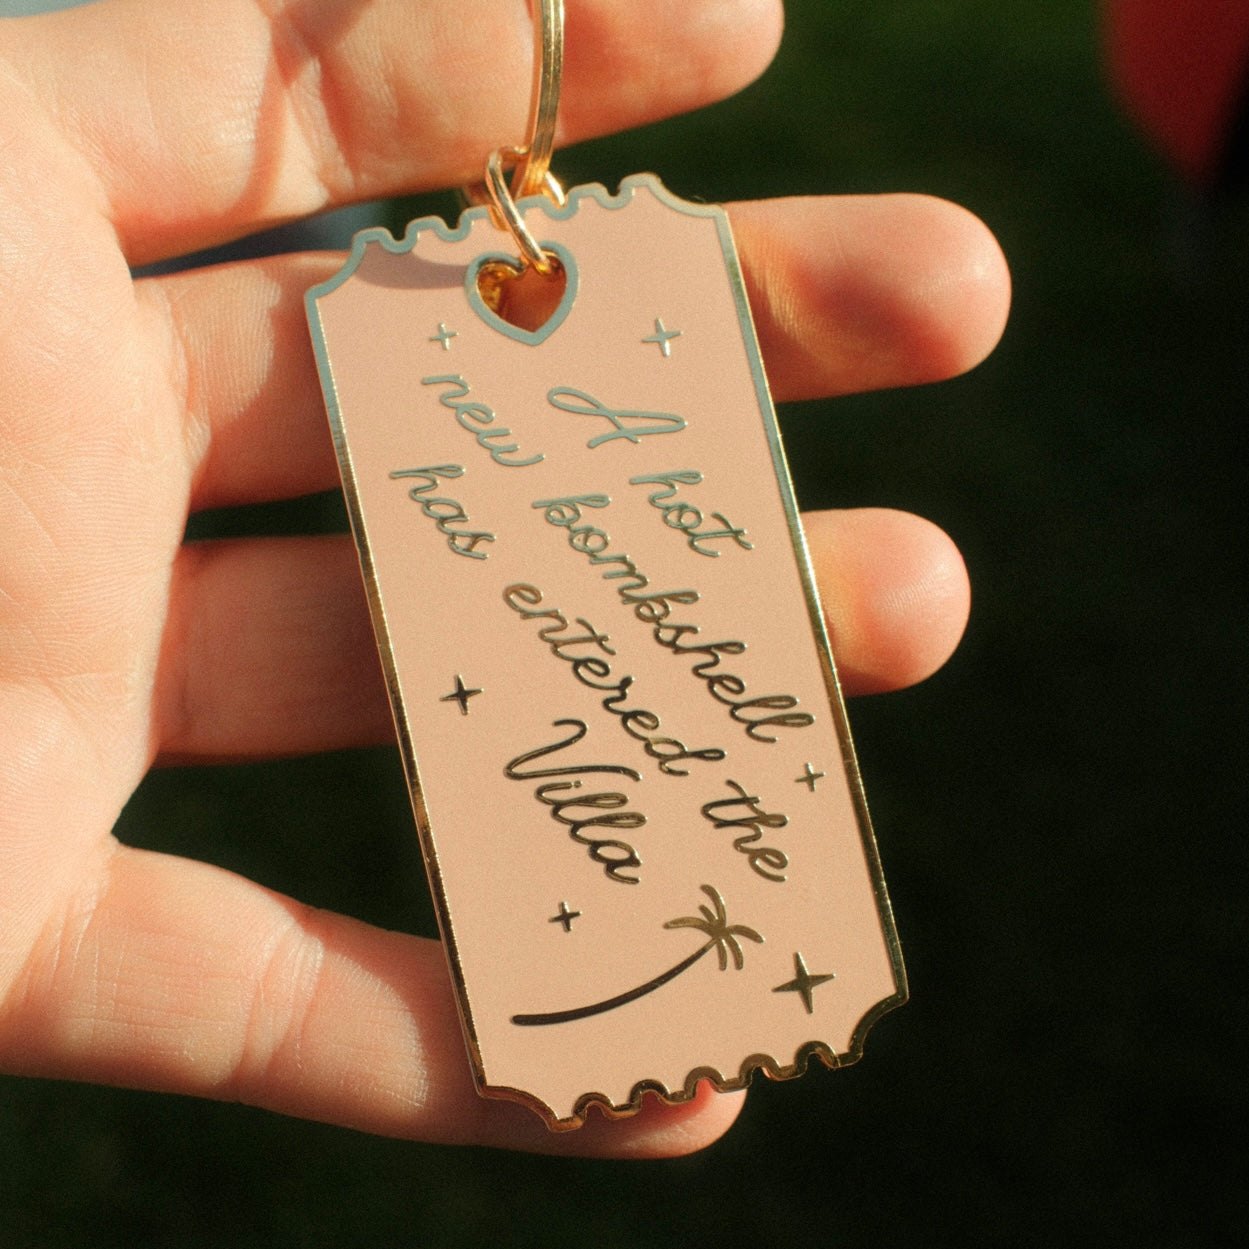 A hot
new bombshell
has entered the
Villa